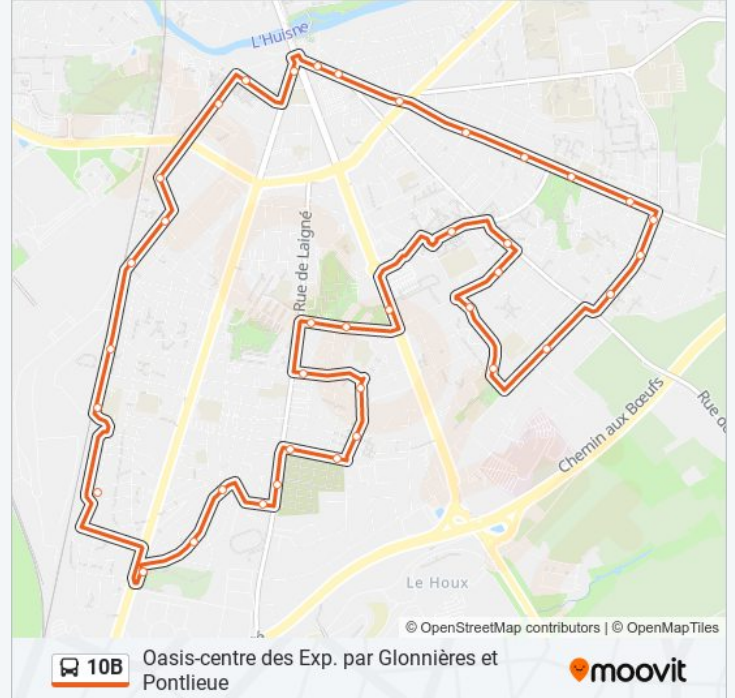 L'Huisne
Rue de Laigné
Chemin aux Bœufs
Rue de
Le Houx
© OpenStreetMap contributors | © OpenMapTiles
10B
Oasis-centre des Exp. par Glonnières et
Pontlieue
moovit